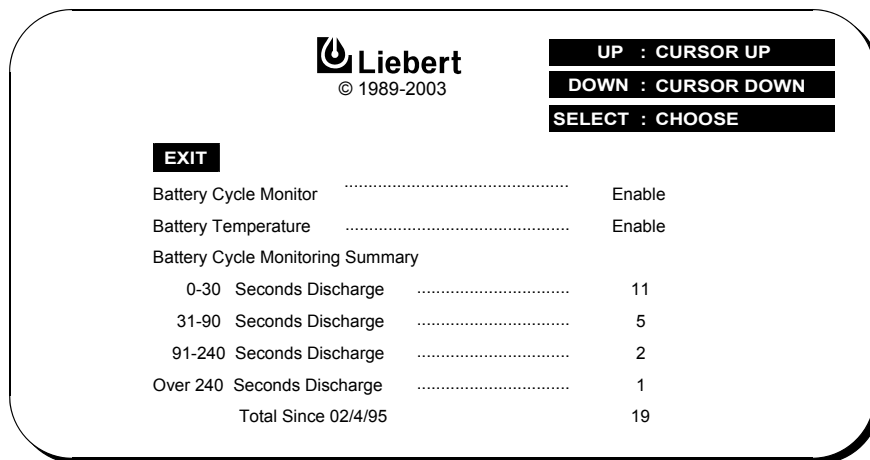 Liebert
© 1989-2003
UP : CURSOR UP
DOWN : CURSOR DOWN
SELECT : CHOOSE
EXIT
Battery Cycle Monitor ............................................... Enable
Battery Temperature ............................................... Enable
Battery Cycle Monitoring Summary
0-30 Seconds Discharge ................................ 11
31-90 Seconds Discharge ................................ 5
91-240 Seconds Discharge ................................ 2
Over 240 Seconds Discharge ................................ 1
Total Since 02/4/95 19